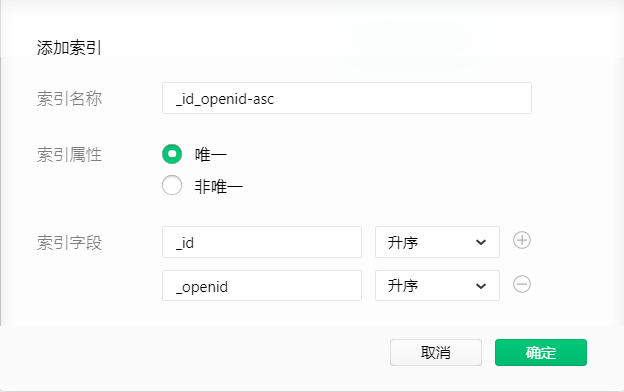 添加索引
索引名称 _id_openid-asc
索引属性 唯一
非唯一
索引字段 _id 升序
_openid 升序
取消 确定